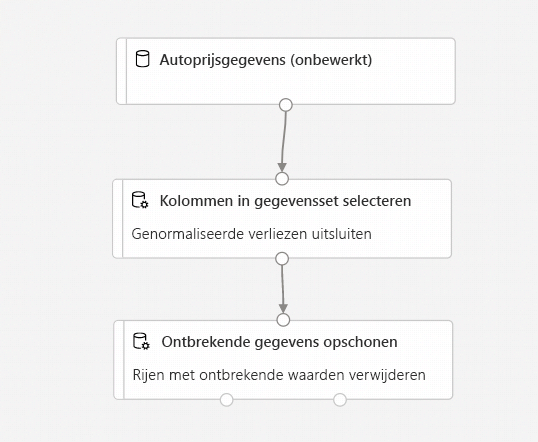 Autoprijsgegevens (onbewerkt)
Kolommen in gegevensset selecteren
Genormaliseerde verliezen uitsluiten
Ontbrekende gegevens opschonen
Rijen met ontbrekende waarden verwijderen